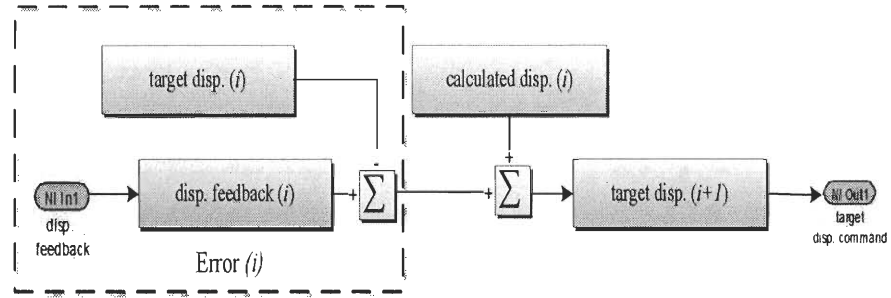 target disp. (i)
calculated disp. (i)
-
+
NI In1
disp. feedback (i)
+
Σ
+
Σ
target disp. (i+1)
NI Out1
disp.
feedback
target
disp. command
Error (i)